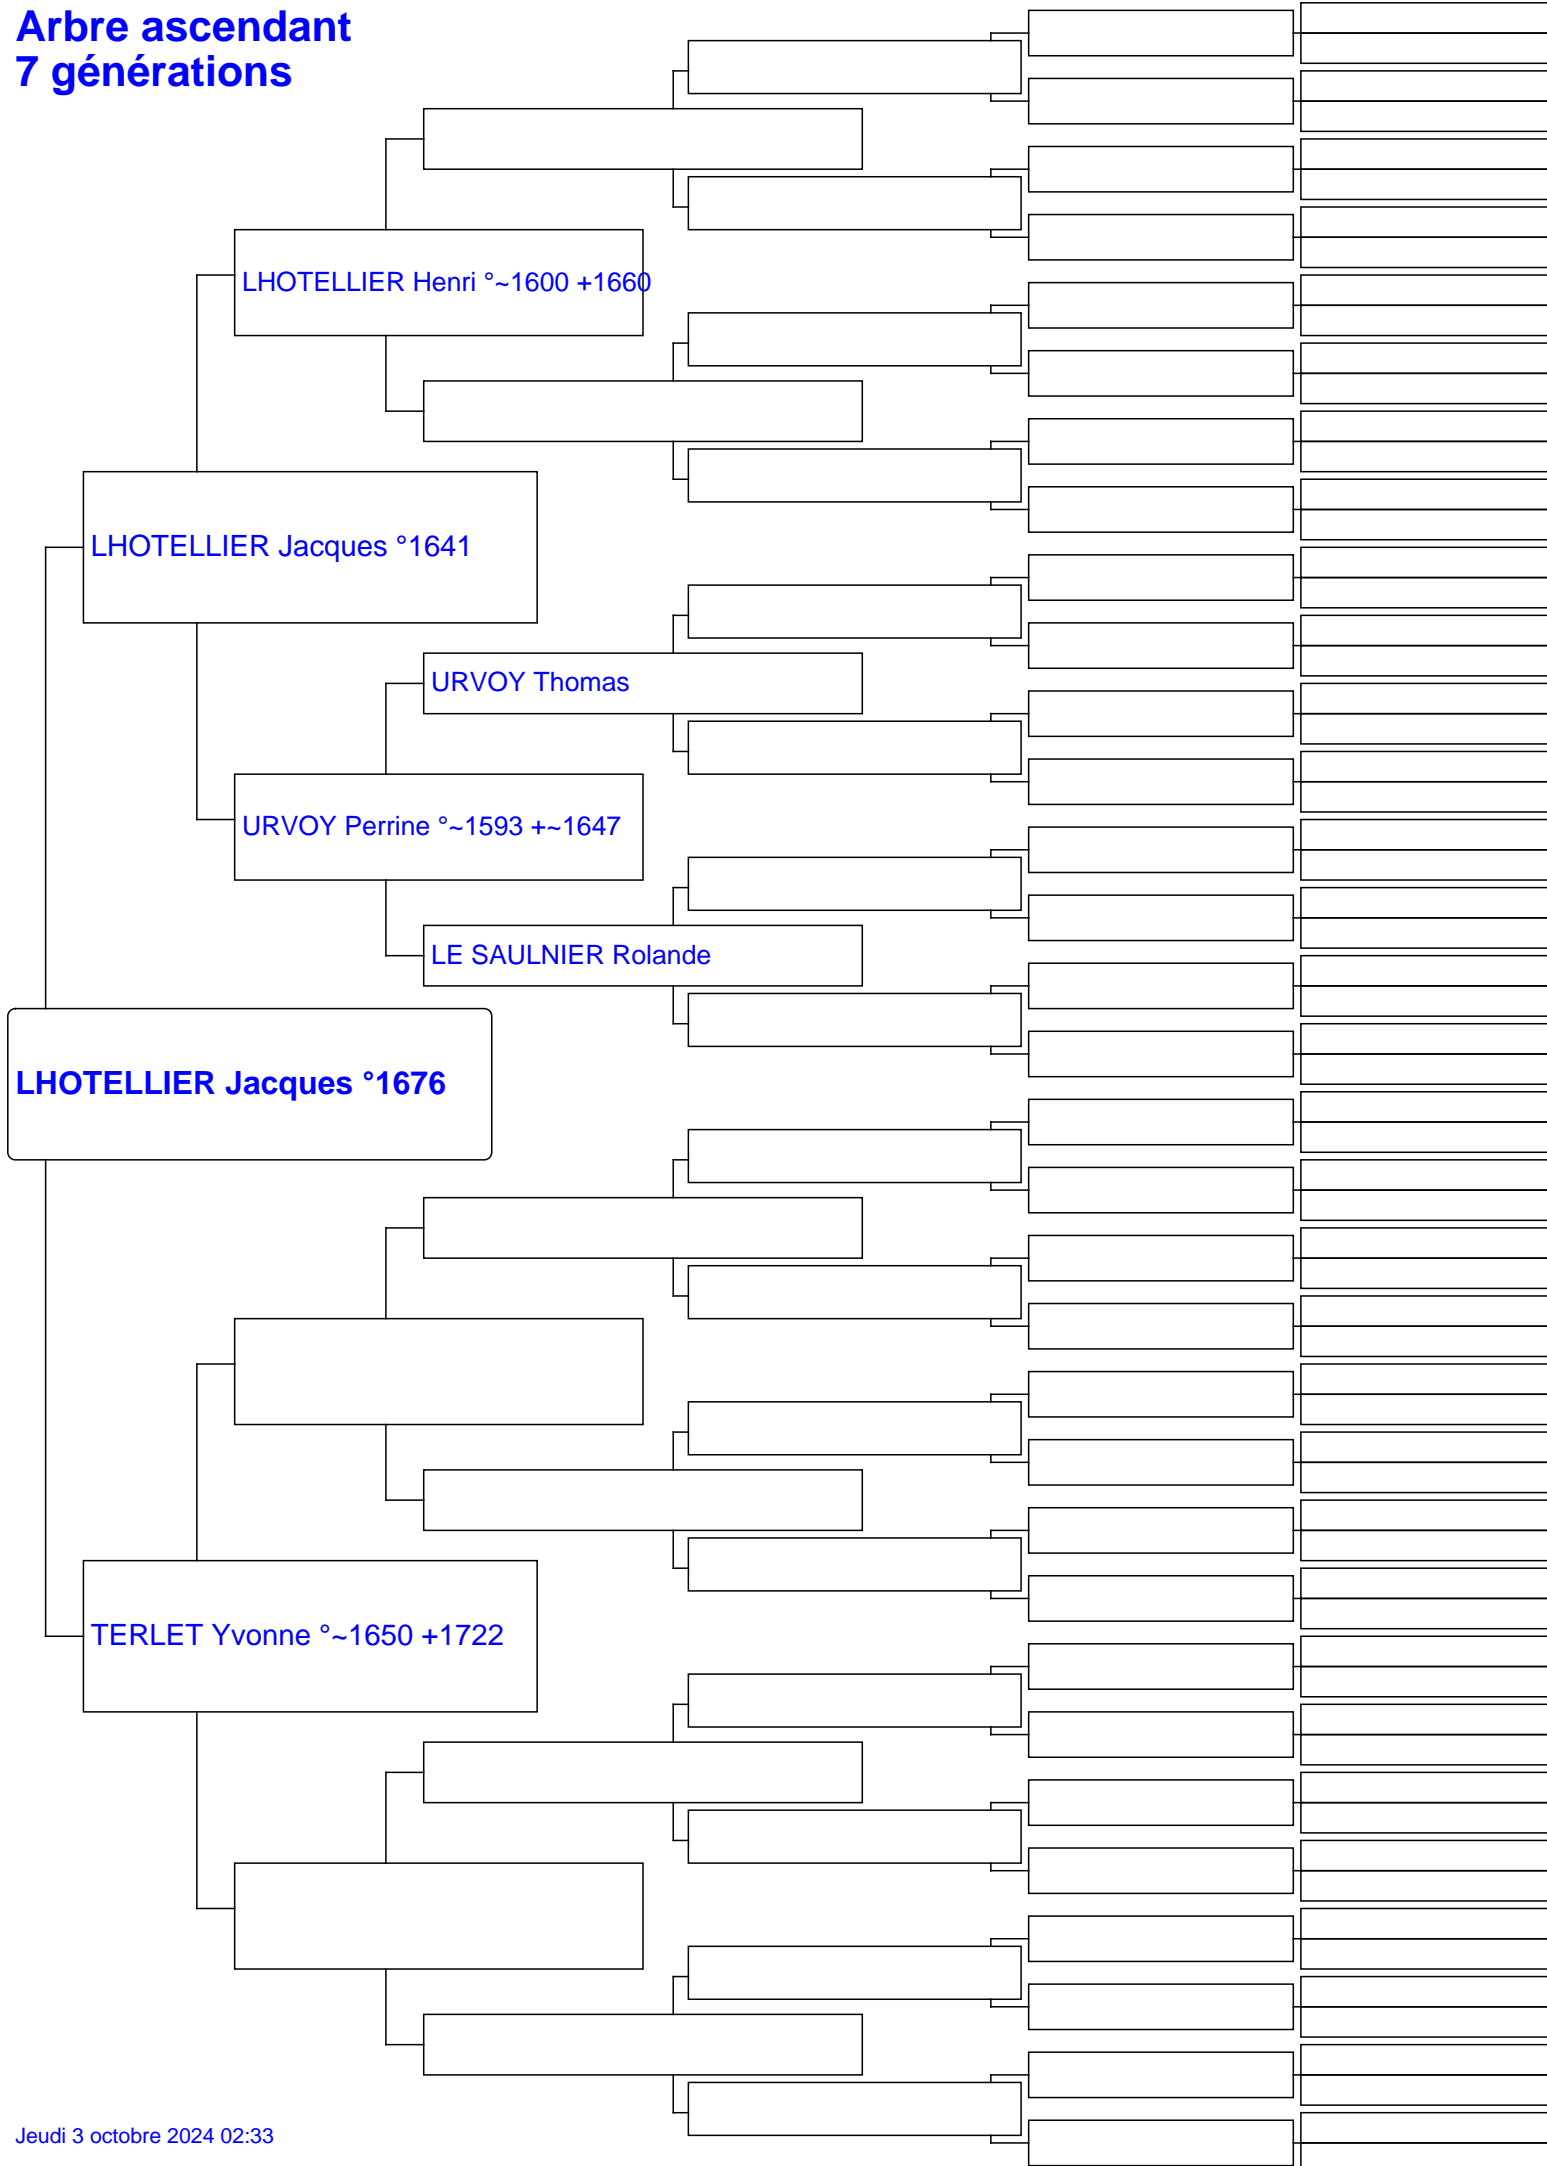 Arbre ascendant
7 générations
LHOTELLIER Henri °~1600 +1660
LHOTELLIER Jacques °1641
URVOY Thomas
URVOY Perrine °~1593 +~1647
LE SAULNIER Rolande
LHOTELLIER Jacques °1676
TERLET Yvonne °~1650 +1722
Jeudi 3 octobre 2024 02:33